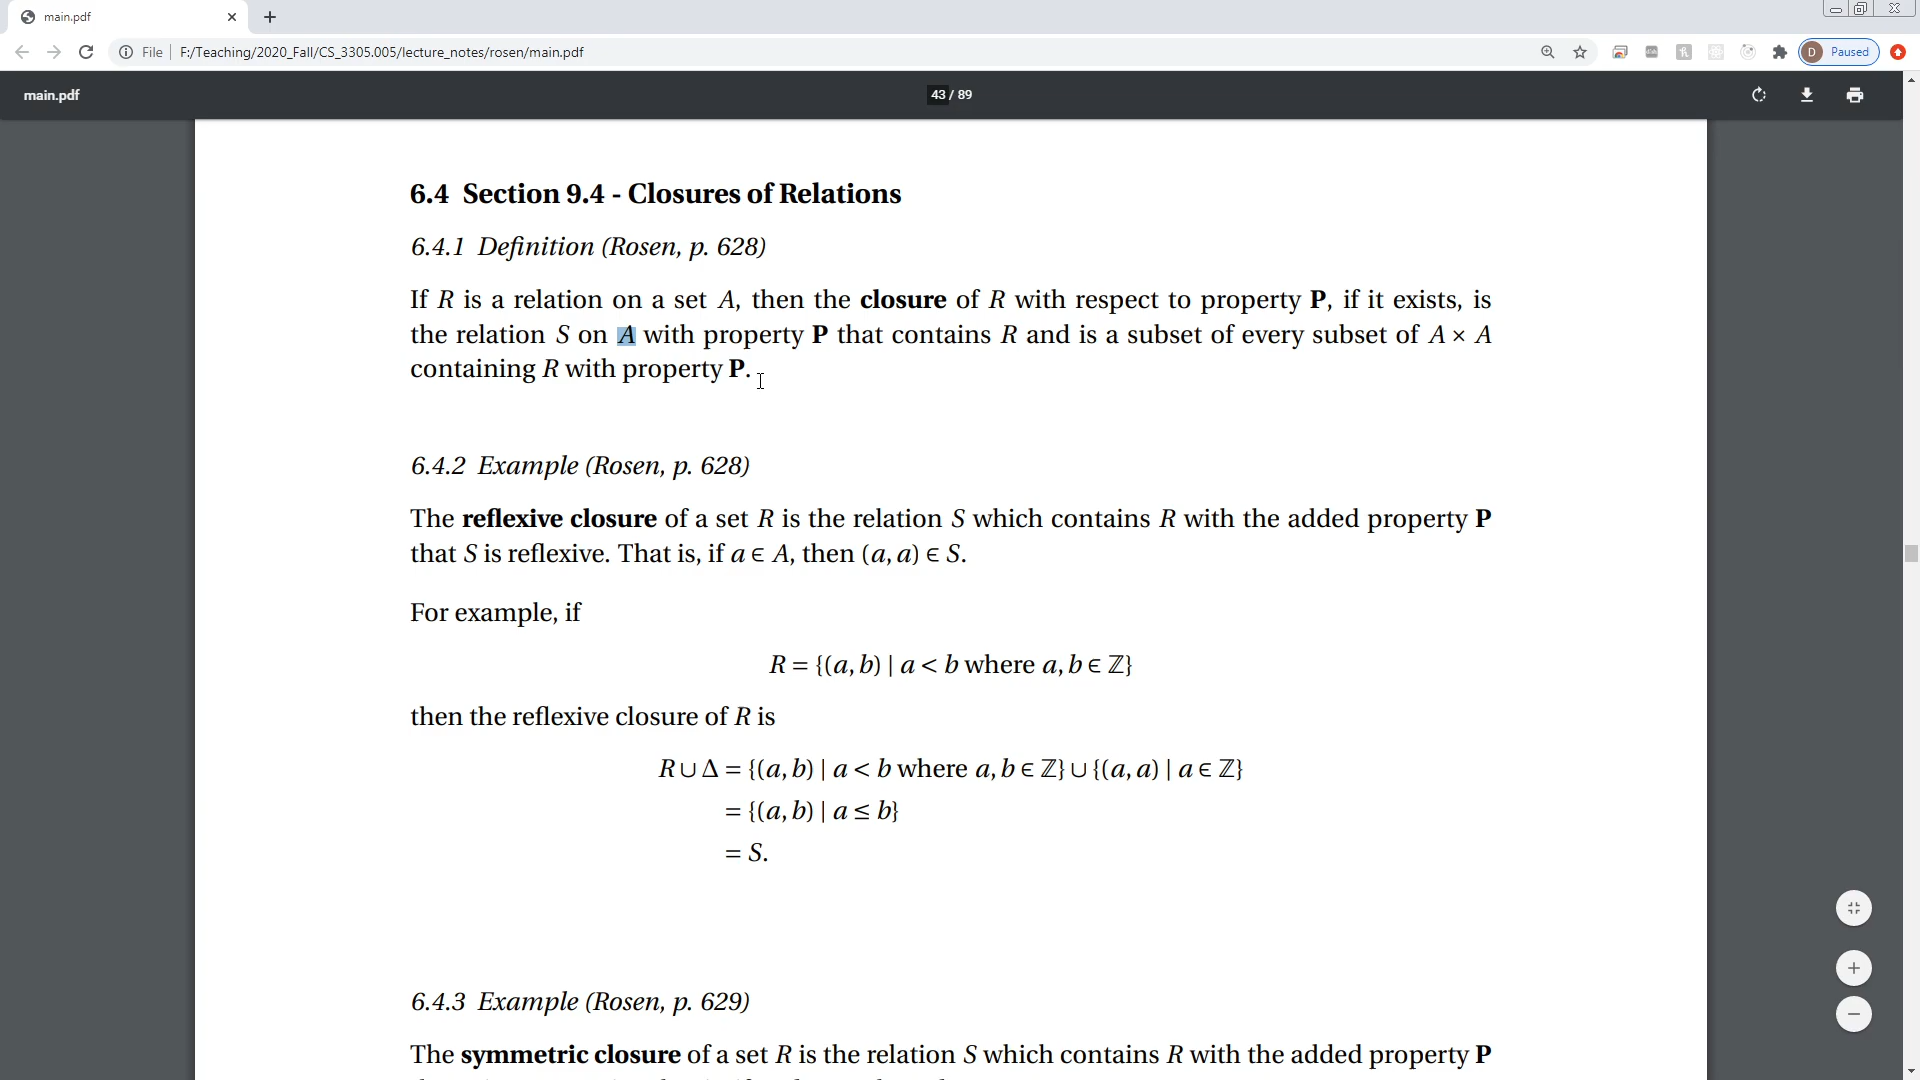 main.pdf
File F:/Teaching/2020_Fall/CS_3305.005/lecture_notes/rosen/main.pdf
D Paused
main.pdf
43 / 89
6.4 Section 9.4 - Closures of Relations
6.4.1 Definition (Rosen, p. 628)
If R is a relation on a set A, then the closure of R with respect to property P, if it exists, is
the relation S on A with property P that contains R and is a subset of every subset of A × A
containing R with property P.
6.4.2 Example (Rosen, p. 628)
The reflexive closure of a set R is the relation S which contains R with the added property P
that S is reflexive. That is, if a ∈ A, then (a, a) ∈ S.
For example, if
R = {(a, b) | a < b where a, b ∈ ℤ}
then the reflexive closure of R is
R ∪ Δ = {(a, b) | a < b where a, b ∈ ℤ} ∪ {(a, a) | a ∈ ℤ}
= {(a, b) | a ≤ b}
= S.
6.4.3 Example (Rosen, p. 629)
The symmetric closure of a set R is the relation S which contains R with the added property P